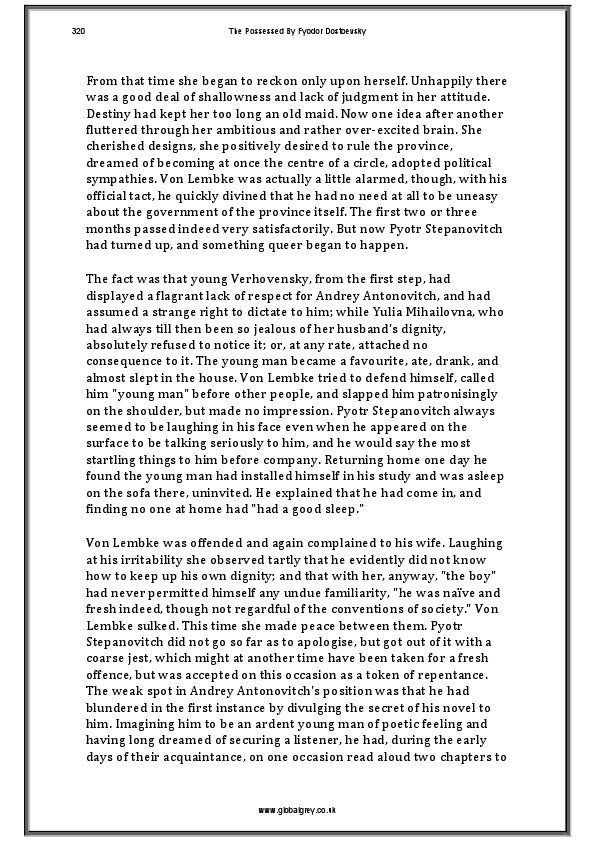 320
The Possessed By Fyodor Dostoevsky
From that time she began to reckon only upon herself. Unhappily there
was a good deal of shallowness and lack of judgment in her attitude.
Destiny had kept her too long an old maid. Now one idea after another
fluttered through her ambitious and rather over-excited brain. She
cherished designs, she positively desired to rule the province,
dreamed of becoming at once the centre of a circle, adopted political
sympathies. Von Lembke was actually a little alarmed, though, with his
official tact, he quickly divined that he had no need at all to be uneasy
about the government of the province itself. The first two or three
months passed indeed very satisfactorily. But now Pyotr Stepanovitch
had turned up, and something queer began to happen.
The fact was that young Verhovensky, from the first step, had
displayed a flagrant lack of respect for Andrey Antonovitch, and had
assumed a strange right to dictate to him; while Yulia Mihailovna, who
had always till then been so jealous of her husband's dignity,
absolutely refused to notice it; or, at any rate, attached no
consequence to it. The young man became a favourite, ate, drank, and
almost slept in the house. Von Lembke tried to defend himself, called
him "young man" before other people, and slapped him patronisingly
on the shoulder, but made no impression. Pyotr Stepanovitch always
seemed to be laughing in his face even when he appeared on the
surface to be talking seriously to him, and he would say the most
startling things to him before company. Returning home one day he
found the young man had installed himself in his study and was asleep
on the sofa there, uninvited. He explained that he had come in, and
finding no one at home had "had a good sleep."
Von Lembke was offended and again complained to his wife. Laughing
at his irritability she observed tartly that he evidently did not know
how to keep up his own dignity; and that with her, anyway, "the boy"
had never permitted himself any undue familiarity, "he was naïve and
fresh indeed, though not regardful of the conventions of society." Von
Lembke sulked. This time she made peace between them. Pyotr
Stepanovitch did not go so far as to apologise, but got out of it with a
coarse jest, which might at another time have been taken for a fresh
offence, but was accepted on this occasion as a token of repentance.
The weak spot in Andrey Antonovitch's position was that he had
blundered in the first instance by divulging the secret of his novel to
him. Imagining him to be an ardent young man of poetic feeling and
having long dreamed of securing a listener, he had, during the early
days of their acquaintance, on one occasion read aloud two chapters to
www.globalgrey.co.uk